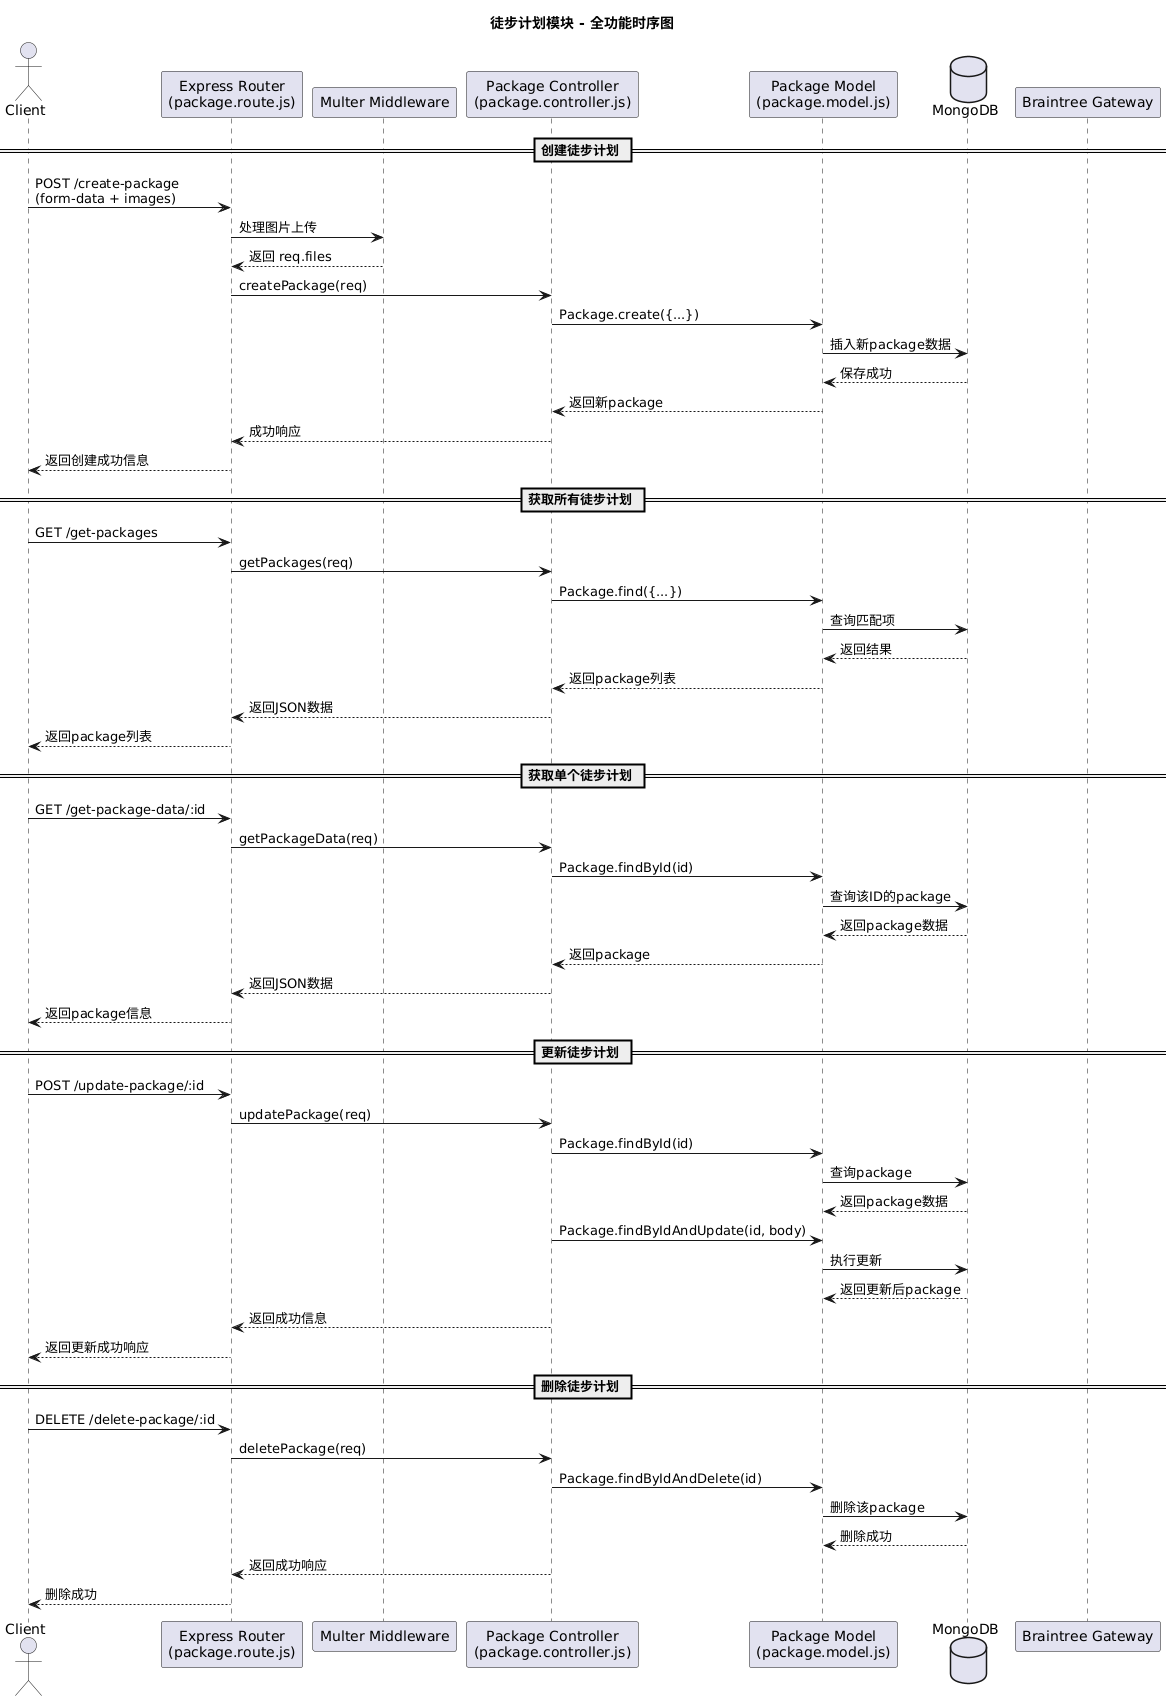 徒步计划模块 - 全功能时序图
Client
Express Router
(package.route.js)
Multer Middleware
Package Controller
(package.controller.js)
Package Model
(package.model.js)
MongoDB
Braintree Gateway
创建徒步计划
POST /create-package
(form-data + images)
处理图片上传
返回 req.files
createPackage(req)
Package.create({...})
插入新package数据
保存成功
返回新package
成功响应
返回创建成功信息
获取所有徒步计划
GET /get-packages
getPackages(req)
Package.find({...})
查询匹配项
返回结果
返回package列表
返回JSON数据
返回package列表
获取单个徒步计划
GET /get-package-data/:id
getPackageData(req)
Package.findById(id)
查询该ID的package
返回package数据
返回package
返回JSON数据
返回package信息
更新徒步计划
POST /update-package/:id
updatePackage(req)
Package.findById(id)
查询package
返回package数据
Package.findByIdAndUpdate(id, body)
执行更新
返回更新后package
返回成功信息
返回更新成功响应
删除徒步计划
DELETE /delete-package/:id
deletePackage(req)
Package.findByIdAndDelete(id)
删除该package
删除成功
返回成功响应
删除成功
Client
Express Router
(package.route.js)
Multer Middleware
Package Controller
(package.controller.js)
Package Model
(package.model.js)
MongoDB
Braintree Gateway